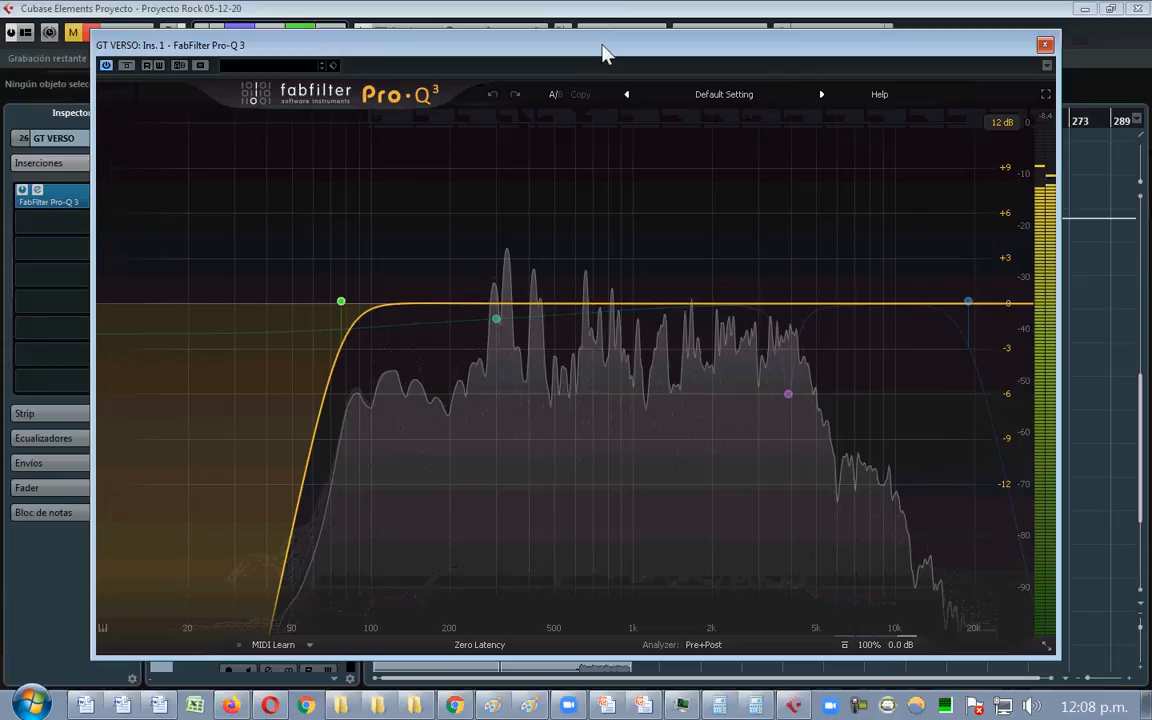 Cubase Elements Proyecto - Proyecto Rock 05-12-20
M
Grabación restante
Ningún objeto selec
GT VERSO: Ins. 1 - FabFilter Pro-Q 3
R W
fabfilter
software instruments
Pro·Q3
A/B Copy
Default Setting
Help
Inspector
26 GT VERSO
Inserciones
FabFilter Pro-Q 3
Strip
Ecualizadores
Envíos
Fader
Bloc de notas
12 dB 0
-8.4
273 289
+9 -10
+6 -20
+3 -30
0
-40
-3
-50
-6
-60
-9
-12 -70
-80
-90
20 50 100 200 500 1k 2k 5k 10k 20k
MIDI Learn
Zero Latency
Analyzer: Pre+Post
100% 0.0 dB
12:08 p.m.